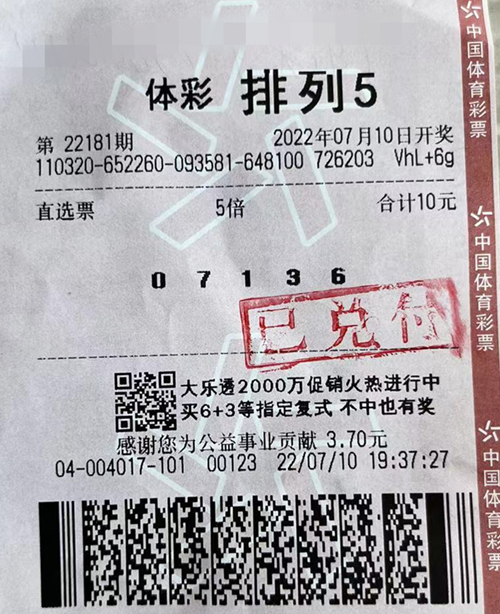 体彩 排列5
第 22181期 2022年07月10日开奖
110320-652260-093581-648100 726203 VhL+6g
直选票 5倍 合计10元
0 7 1 3 6
已兑付
大乐透2000万促销火热进行中
买6+3等指定复式 不中也有奖
感谢您为公益事业贡献 3.70元
04-004017-101 00123 22/07/10 19:37:27
中国体育彩票
中国体育彩票
中国体育彩票